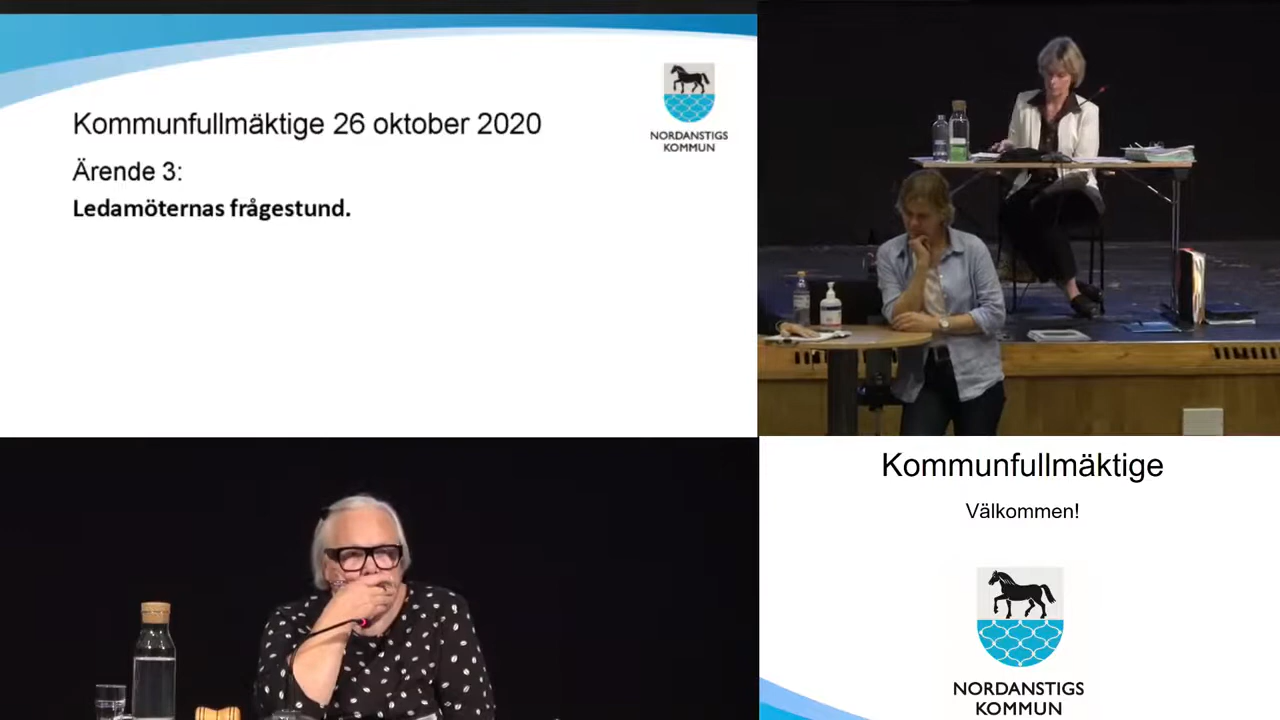 Kommunfullmäktige 26 oktober 2020
Ärende 3:
Ledamöternas frågestund.
NORDANSTIGS
KOMMUN
Kommunfullmäktige
Välkommen!
NORDANSTIGS
KOMMUN